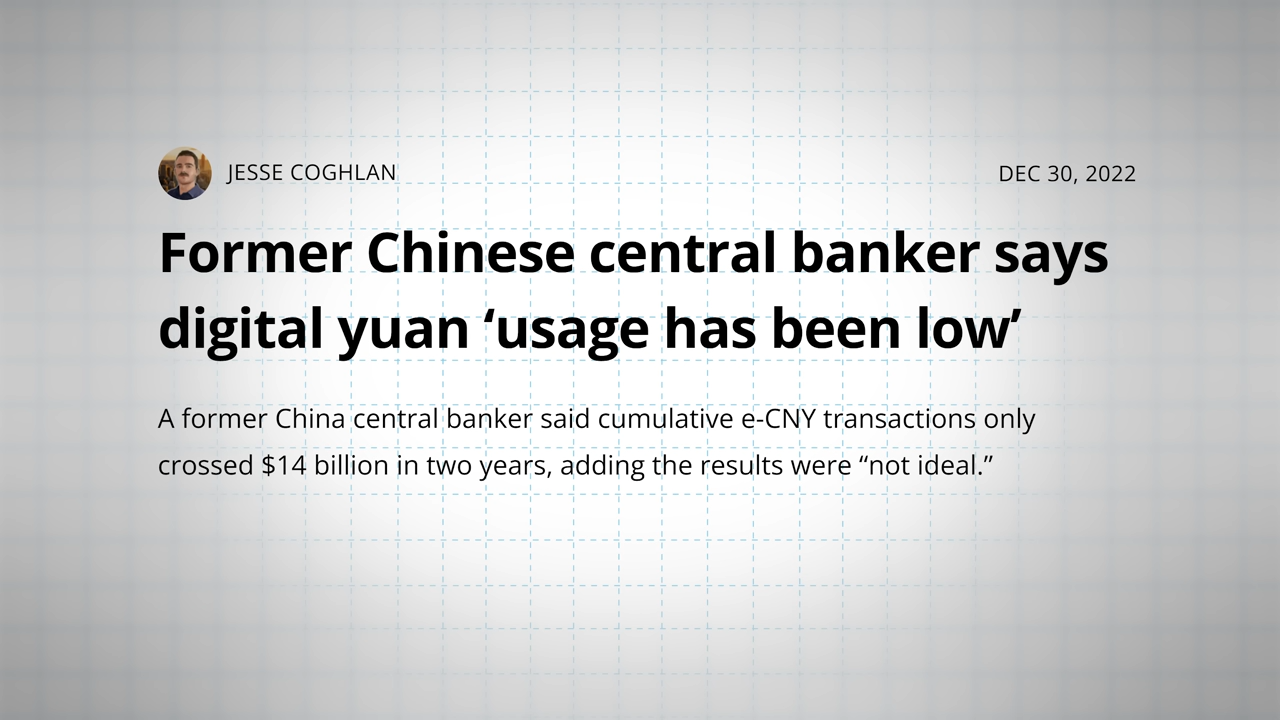 JESSE COGHLAN
DEC 30, 2022
Former Chinese central banker says
digital yuan ‘usage has been low’
A former China central banker said cumulative e-CNY transactions only
crossed $14 billion in two years, adding the results were “not ideal.”